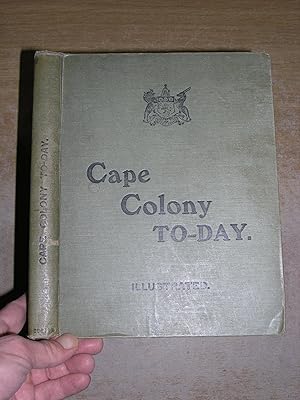 CAPE COLONY TO-DAY.
Cape
Colony
TO-DAY.
ILLUSTRATED.